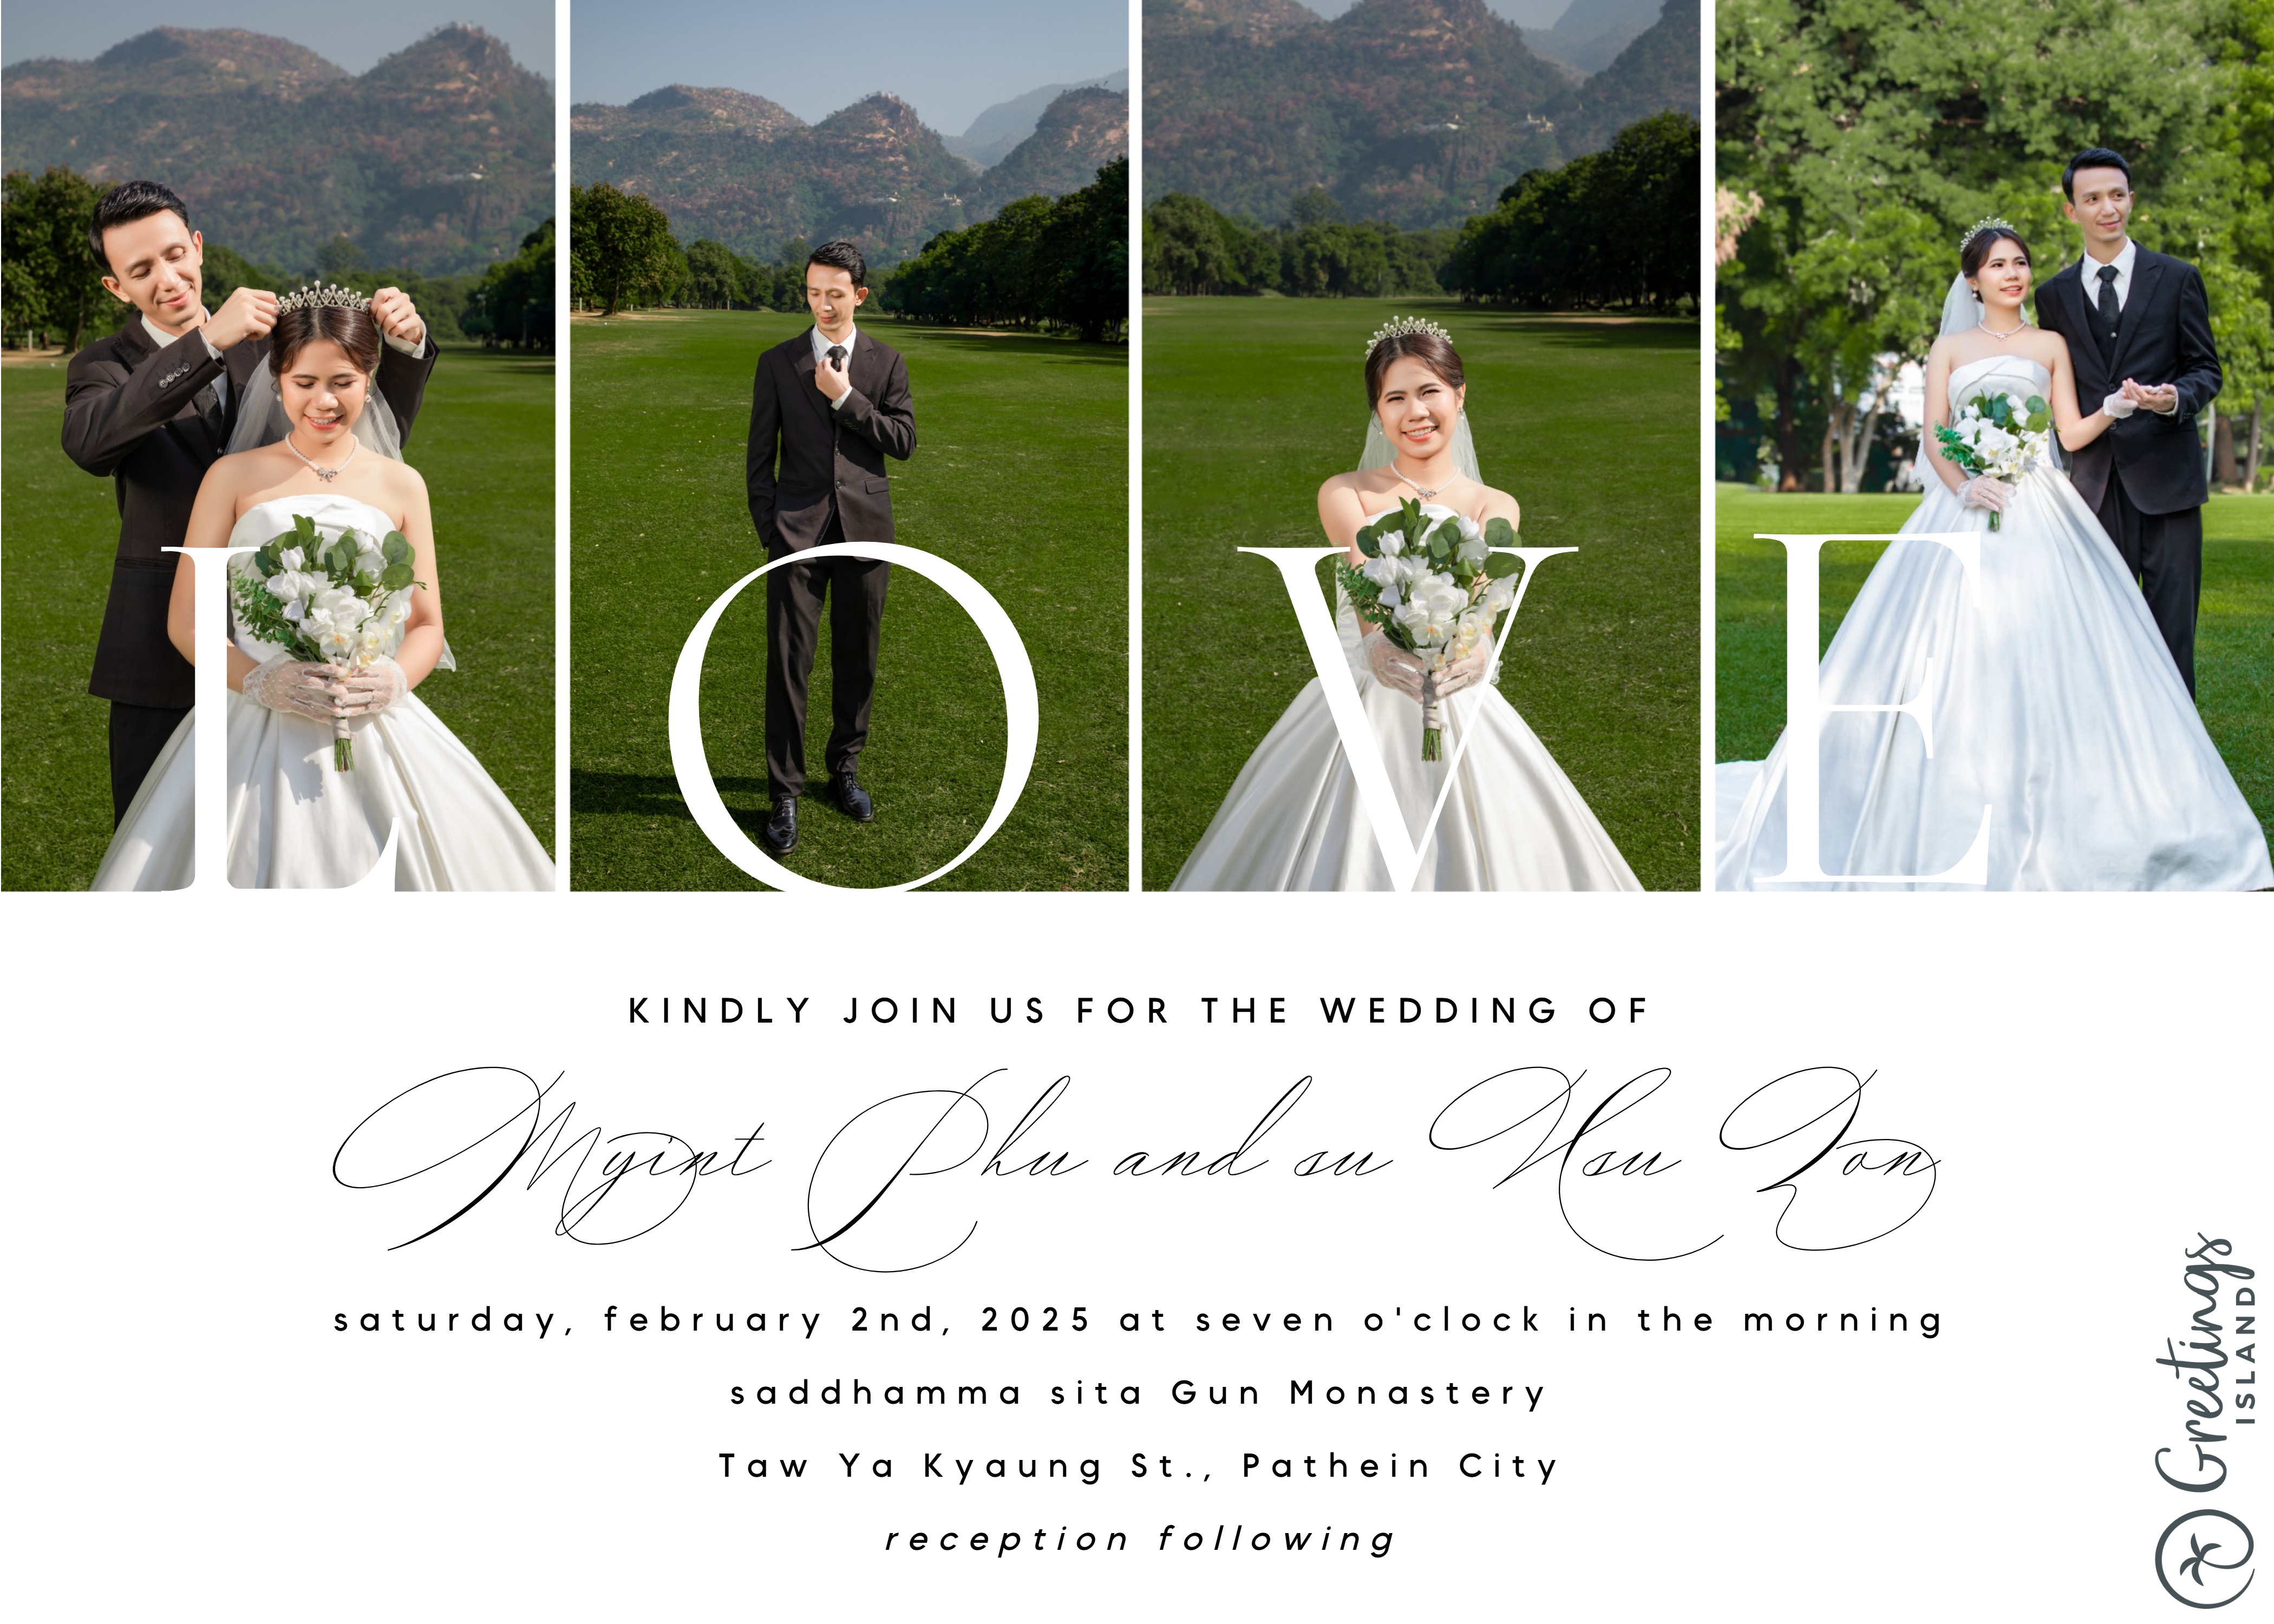 LOVE
KINDLY JOIN US FOR THE WEDDING OF
Myint Phu and su Hsu Zon
saturday, february 2nd, 2025 at seven o'clock in the morning
saddhamma sita Gun Monastery
Taw Ya Kyaung St., Pathein City
reception following
Greetings
ISLAND